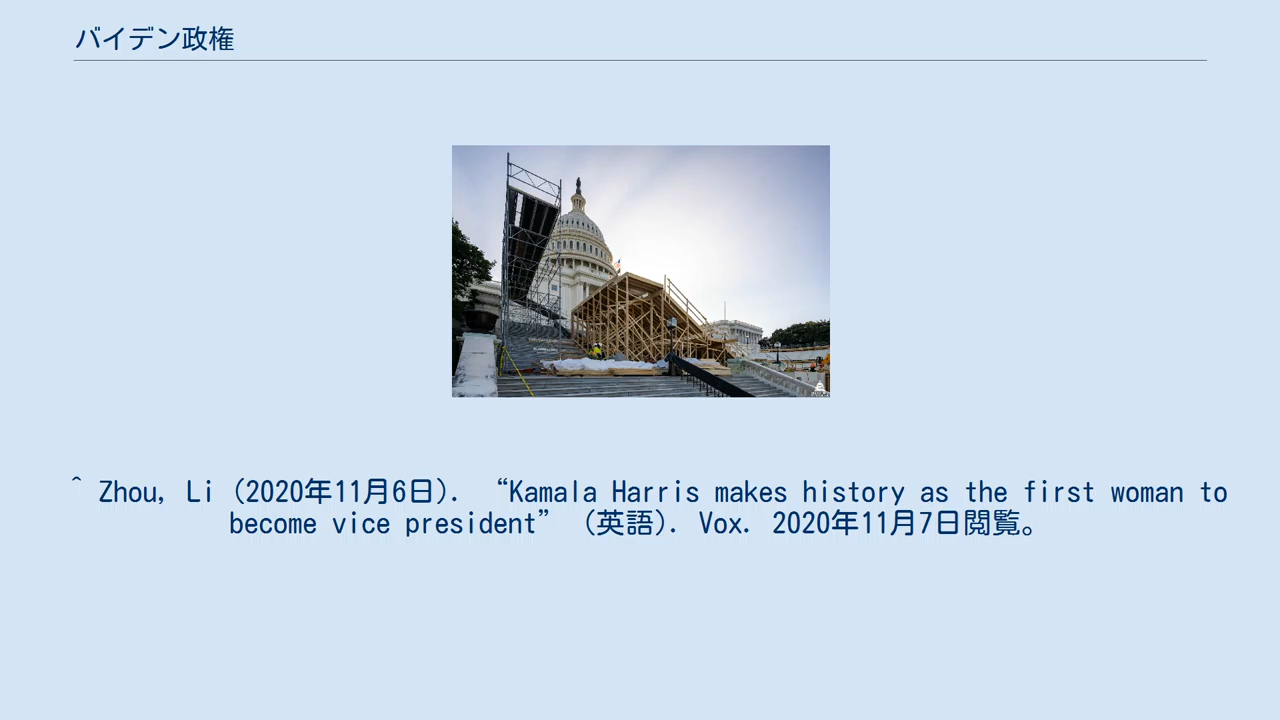 バイデン政権
^ Zhou, Li (2020年11月6日). “Kamala Harris makes history as the first woman to
become vice president” (英語). Vox. 2020年11月7日閲覧。